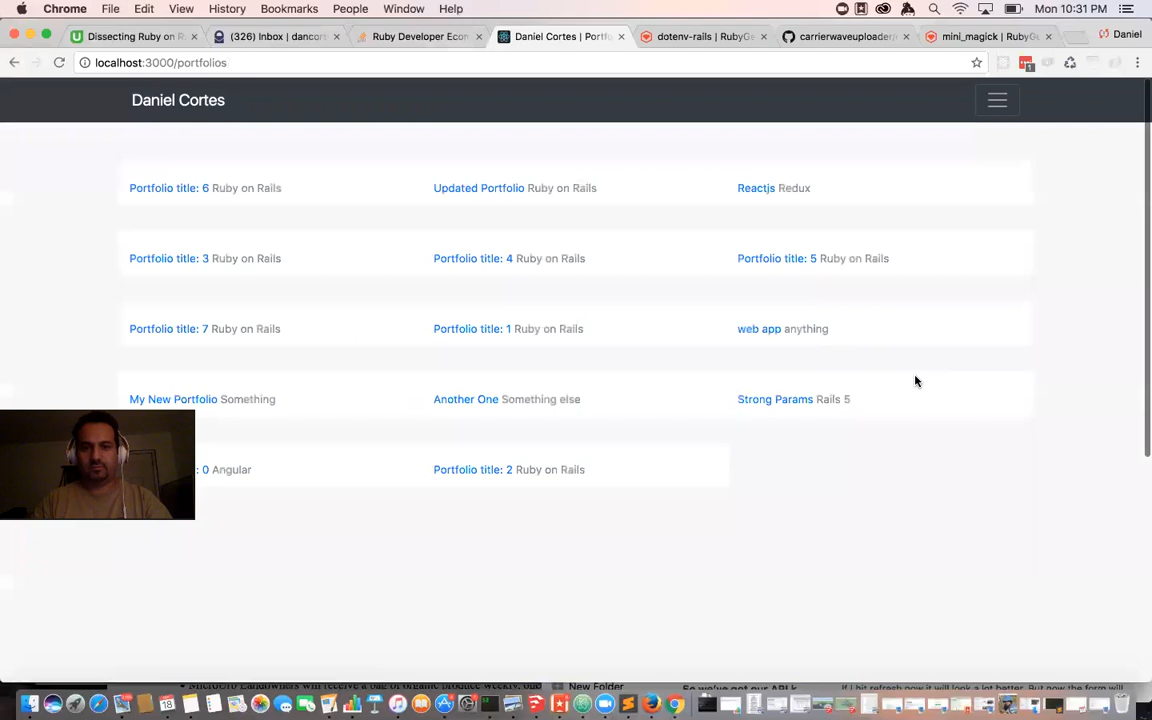 Chrome File Edit View History Bookmarks People Window Help Mon 10:31 PM
Dissecting Ruby on R (326) Inbox | dancor Ruby Developer Econ Daniel Cortes | Portfo dotenv-rails | RubyGe carrierwaveuploader/ mini_magick | RubyGe Daniel
localhost:3000/portfolios
1
Daniel Cortes
Portfolio title: 6 Ruby on Rails Updated Portfolio Ruby on Rails Reactjs Redux
Portfolio title: 3 Ruby on Rails Portfolio title: 4 Ruby on Rails Portfolio title: 5 Ruby on Rails
Portfolio title: 7 Ruby on Rails Portfolio title: 1 Ruby on Rails web app anything
My New Portfolio Something Another One Something else Strong Params Rails 5
: 0 Angular Portfolio title: 2 Ruby on Rails
New Folder
18